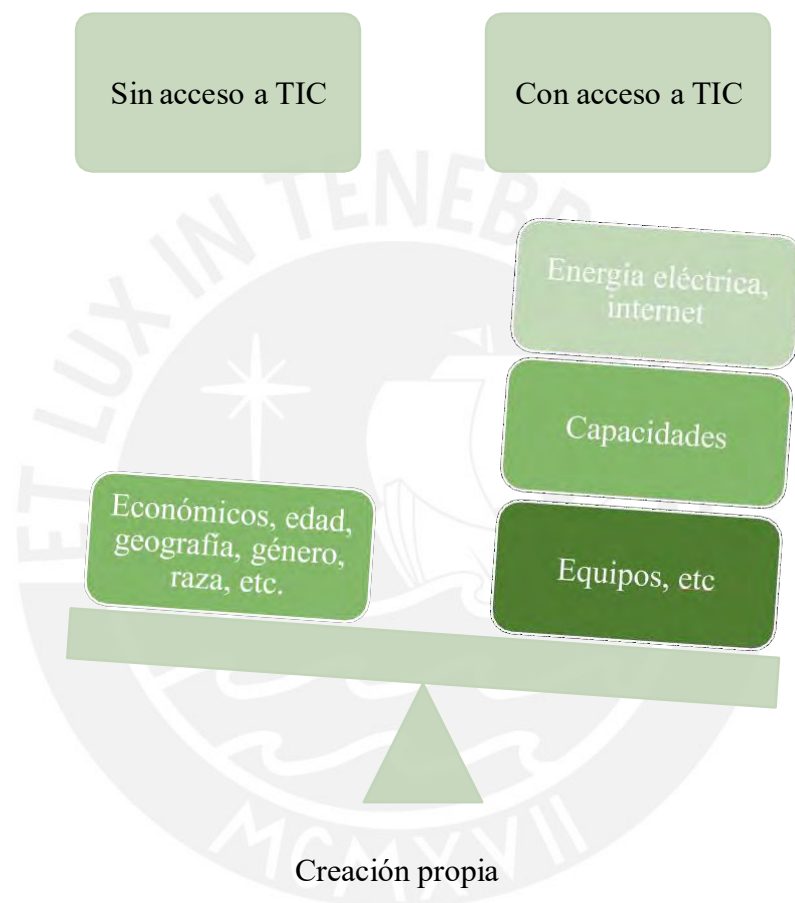 Sin acceso a TIC
Con acceso a TIC
ET LUX IN TENEBR
Energía eléctrica,
internet
Capacidades
Económicos, edad,
geografía, género,
raza, etc.
Equipos, etc
MCMXVII
Creación propia